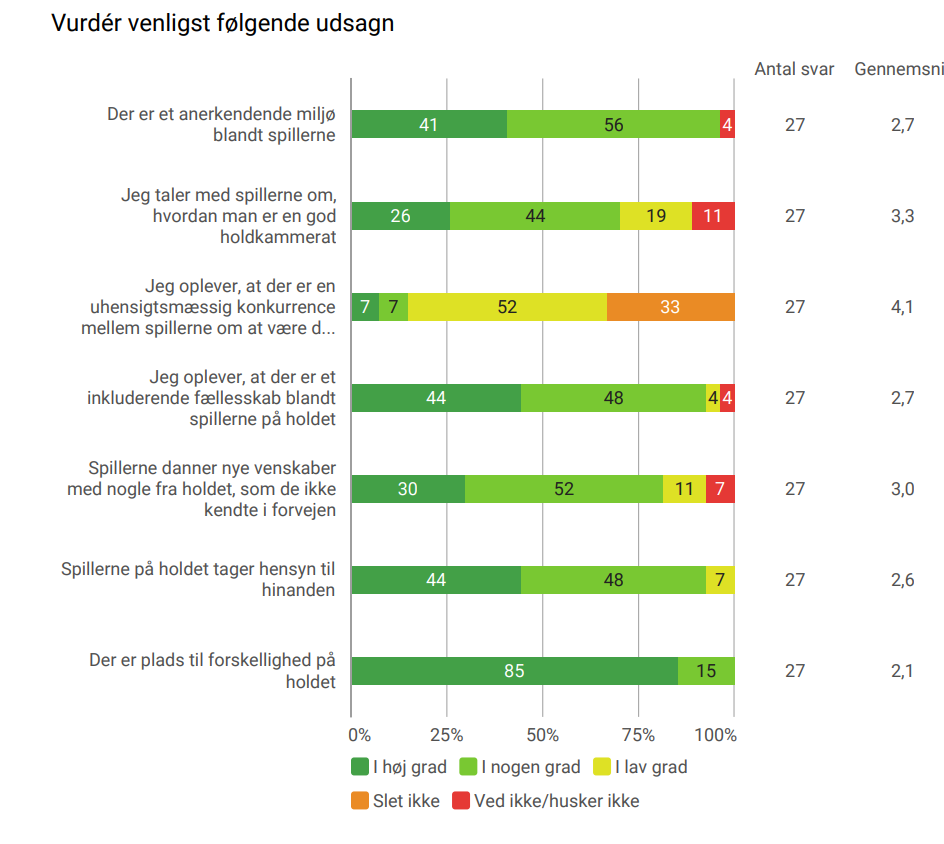 Vurdér venligst følgende udsagn
Antal svar Gennemsni
Der er et anerkendende miljø
blandt spillerne
41 56 4 27 2,7
Jeg taler med spillerne om,
hvordan man er en god
holdkammerat
26 44 19 11 27 3,3
Jeg oplever, at der er en
uhensigtsmæssig konkurrence
mellem spillerne om at være d...
7 7 52 33 27 4,1
Jeg oplever, at der er et
inkluderende fællesskab blandt
spillerne på holdet
44 48 4 4 27 2,7
Spillerne danner nye venskaber
med nogle fra holdet, som de ikke
kendte i forvejen
30 52 11 7 27 3,0
Spillerne på holdet tager hensyn til
hinanden
44 48 7 27 2,6
Der er plads til forskellighed på
holdet
85 15 27 2,1
0% 25% 50% 75% 100%
I høj grad I nogen grad I lav grad
Slet ikke Ved ikke/husker ikke